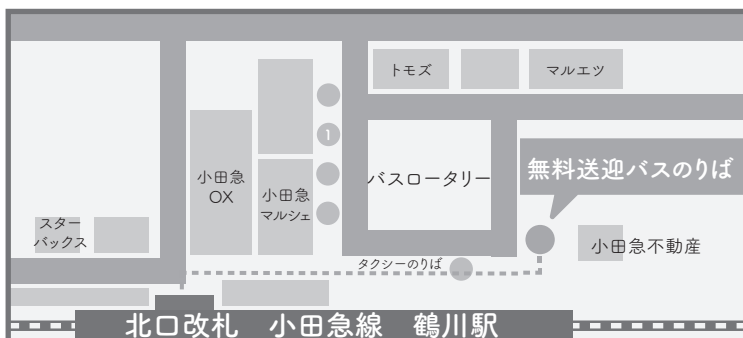 トモズ
マルエツ
1
小田急
OX
小田急
マルシェ
バスロータリー
無料送迎バスのりば
スター
バックス
小田急不動産
タクシーのりば
北口改札 小田急線 鶴川駅